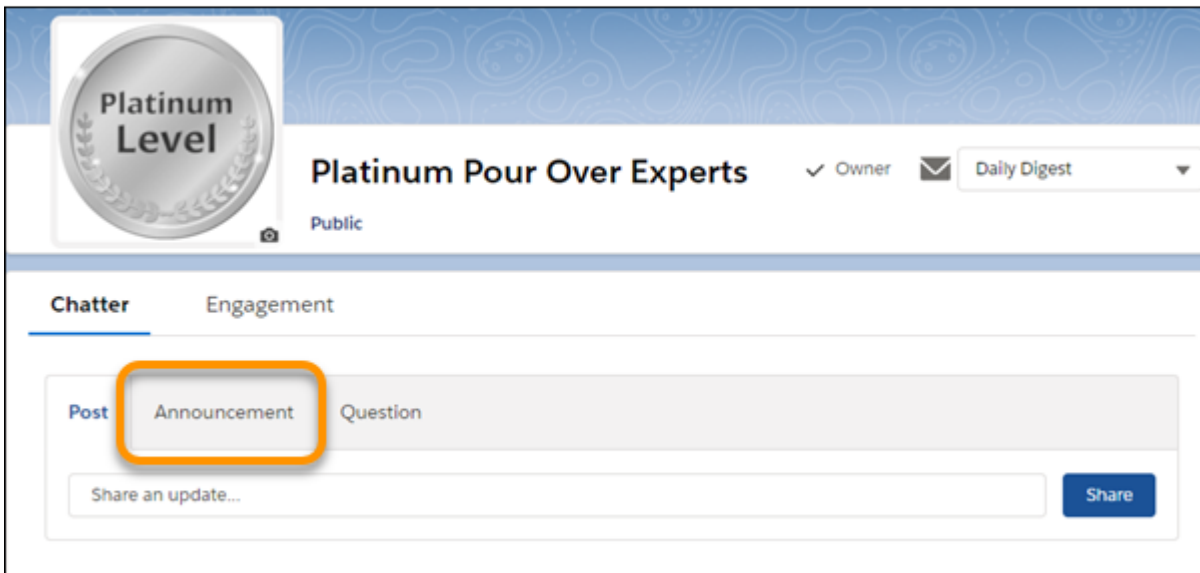 Platinum
Level
Platinum Pour Over Experts
Owner
Daily Digest
Public
Chatter
Engagement
Post
Announcement
Question
Share an update...
Share